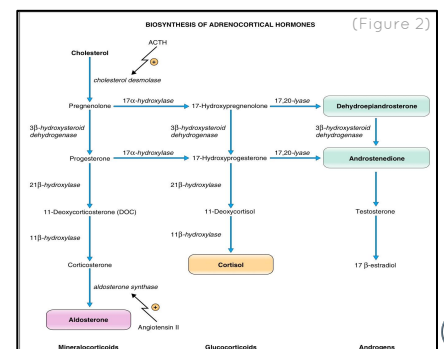 BIOSYNTHESIS OF ADRENOCORTICAL HORMONES
(Figure 2)
ACTH
Cholesterol
+
cholesterol desmolase
Pregnenolone 17α-hydroxylase 17-Hydroxypregnenolone 17,20-lyase Dehydroepiandrosterone
3β-hydroxysteroid
dehydrogenase
3β-hydroxysteroid
dehydrogenase
3β-hydroxysteroid
dehydrogenase
Progesterone 17α-hydroxylase 17-Hydroxyprogesterone 17,20-lyase Androstenedione
21β-hydroxylase 21β-hydroxylase
11-Deoxycorticosterone (DOC) 11-Deoxycortisol Testosterone
11β-hydroxylase 11β-hydroxylase
Corticosterone Cortisol 17 β-estradiol
aldosterone synthase
+
Aldosterone
Angiotensin II
Mineralocorticoids Glucocorticoids Androgens